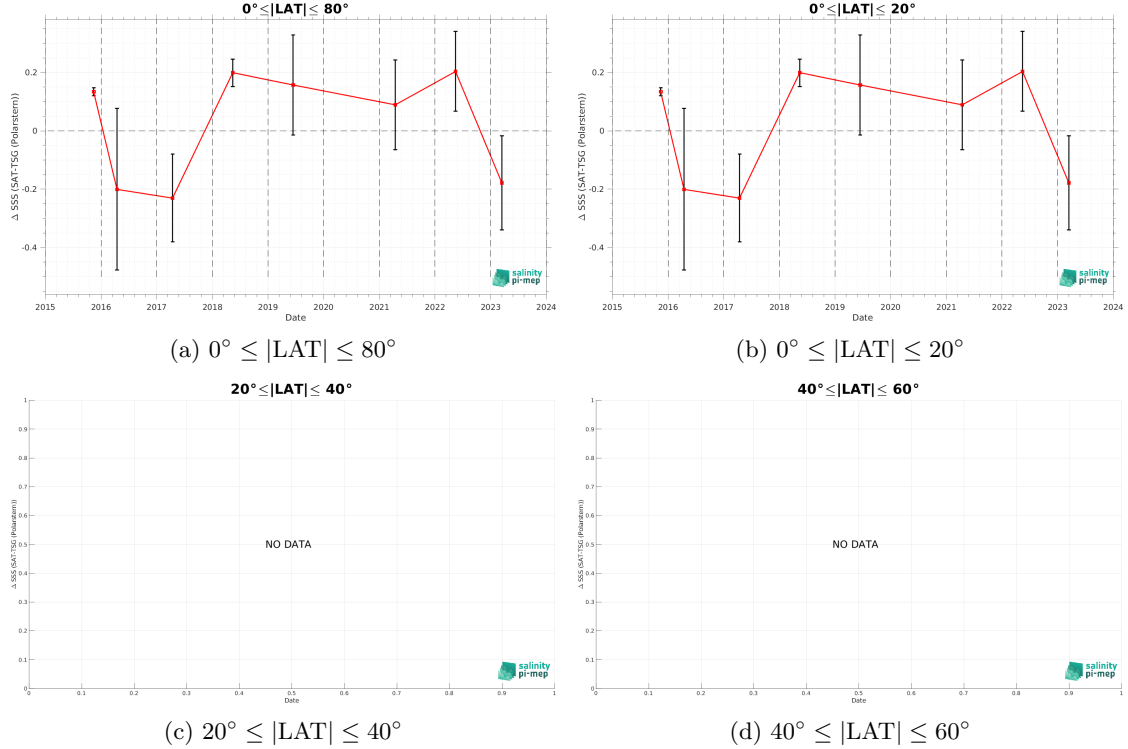 0°≤|LAT|≤ 80°
Δ SSS (SAT-TSG (Polarstern))
0.2
0
-0.2
-0.4
2015 2016 2017 2018 2019 2020 2021 2022 2023 2024
Date
salinity
pi-mep
(a) 0° ≤ |LAT| ≤ 80°
0°≤|LAT|≤ 20°
Δ SSS (SAT-TSG (Polarstern))
0.2
0
-0.2
-0.4
2015 2016 2017 2018 2019 2020 2021 2022 2023 2024
Date
salinity
pi-mep
(b) 0° ≤ |LAT| ≤ 20°
20°≤|LAT|≤ 40°
Δ SSS (SAT-TSG (Polarstern))
1
0.9
0.8
0.7
0.6
0.5
0.4
0.3
0.2
0.1
0
NO DATA
0 0.1 0.2 0.3 0.4 0.5 0.6 0.7 0.8 0.9 1
Date
salinity
pi-mep
(c) 20° ≤ |LAT| ≤ 40°
40°≤|LAT|≤ 60°
Δ SSS (SAT-TSG (Polarstern))
1
0.9
0.8
0.7
0.6
0.5
0.4
0.3
0.2
0.1
0
NO DATA
0 0.1 0.2 0.3 0.4 0.5 0.6 0.7 0.8 0.9 1
Date
salinity
pi-mep
(d) 40° ≤ |LAT| ≤ 60°